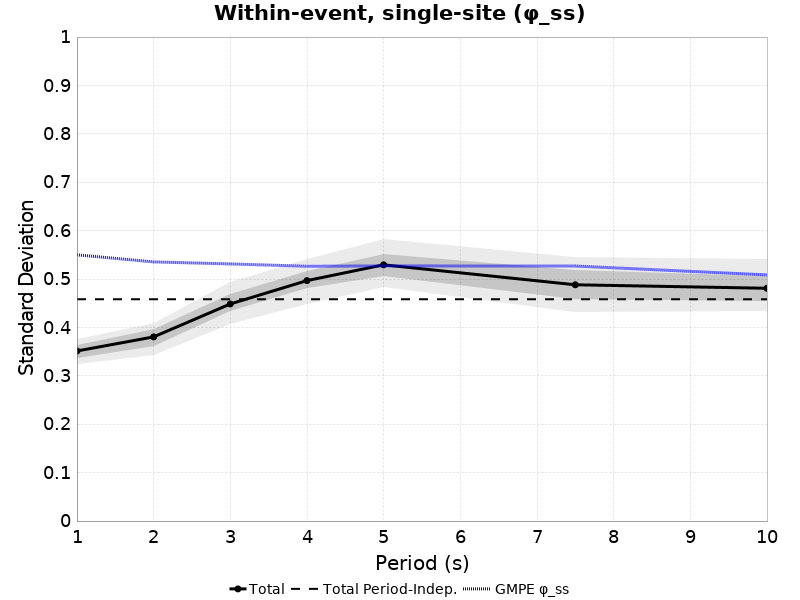 Within-event, single-site (φ_ss)
1
0.9
0.8
0.7
0.6
0.5
0.4
0.3
0.2
0.1
0
Standard Deviation
1 2 3 4 5 6 7 8 9 10
Period (s)
Total Total Period-Indep. GMPE φ_ss